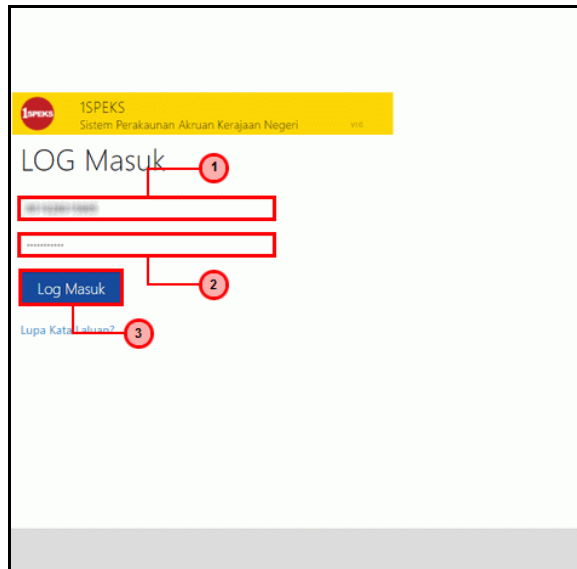 1SPEKS
1SPEKS
Sistem Perakaunan Akruan Kerajaan Negeri
LOG Masuk
1
2
Log Masuk
3
Lupa Kata Laluan?